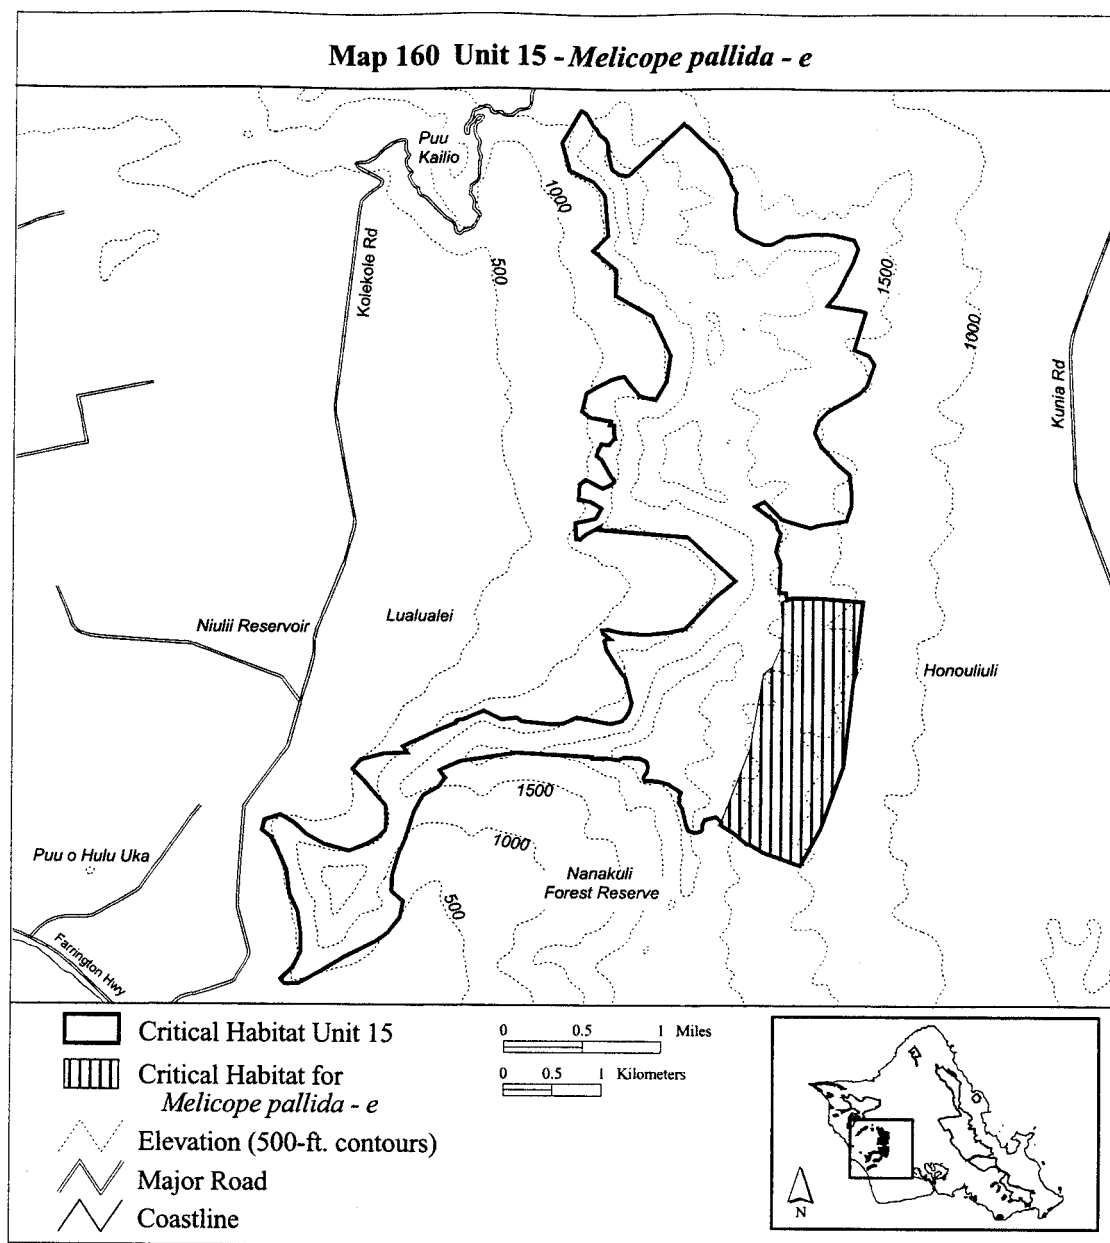 Map 160 Unit 15 - Melicope pallida - e
Puu
Kailio
1000
500
Kolekole Rd
1500
1000
Kunia Rd
Niulii Reservoir
Lualualei
Honouliuli
1500
1000
500
Puu o Hulu Uka
Nanakuli
Forest Reserve
Farrington Hwy
Critical Habitat Unit 15
Critical Habitat for
Melicope pallida - e
Elevation (500-ft. contours)
Major Road
Coastline
0 0.5 1 Miles
0 0.5 1 Kilometers
N